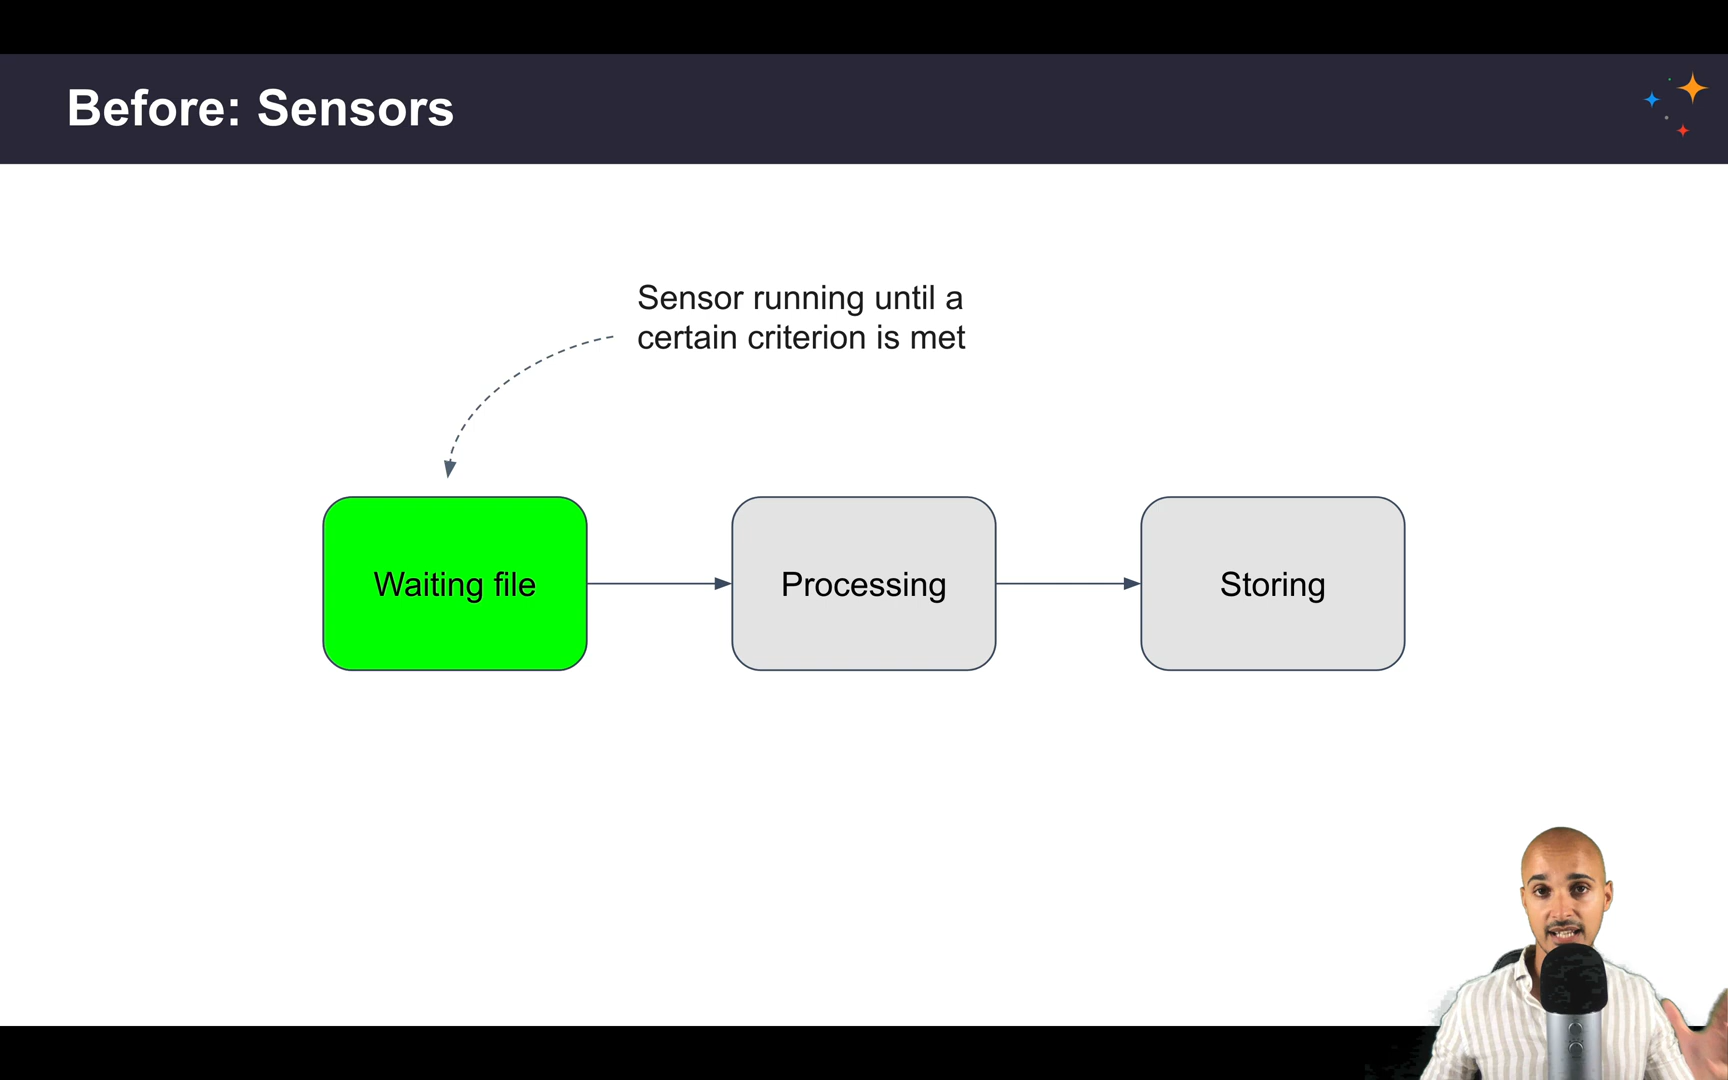 Before: Sensors
Sensor running until a
certain criterion is met
Waiting file
Processing
Storing